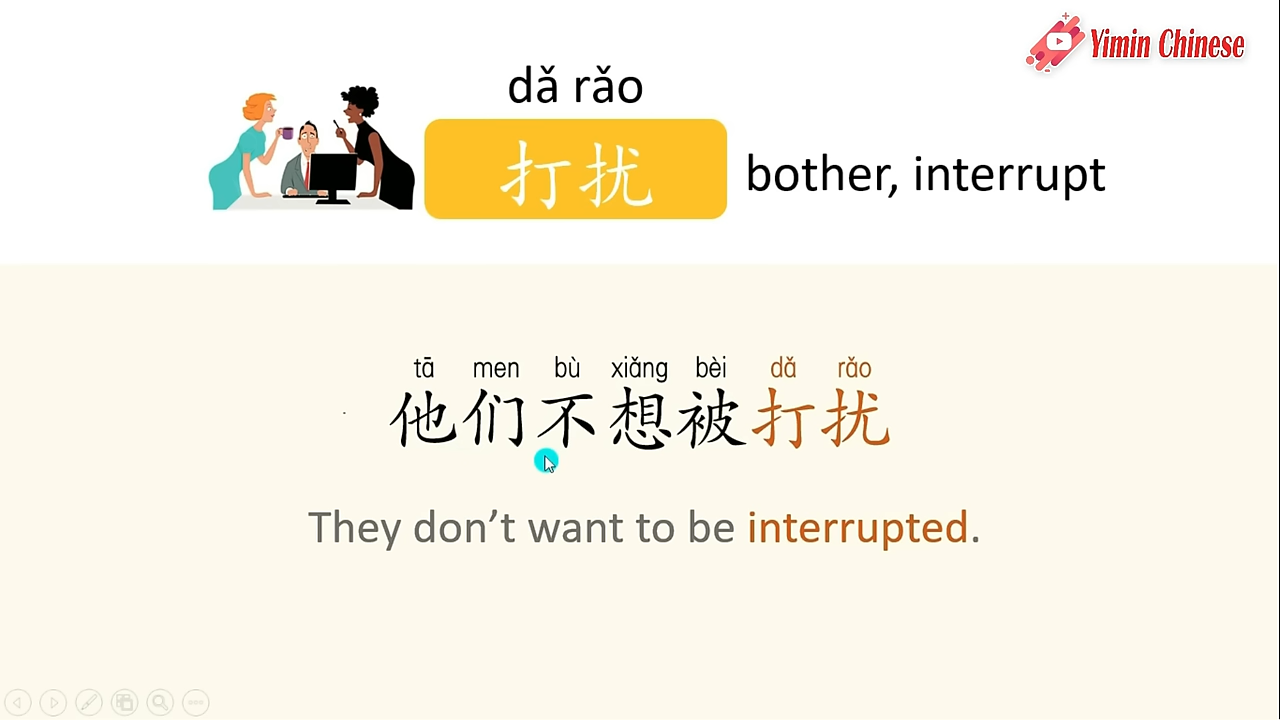 Yimin Chinese
dǎ rǎo
打扰
bother, interrupt
tā men bù xiǎng bèi dǎ rǎo
他们不想被打扰
They don’t want to be interrupted.